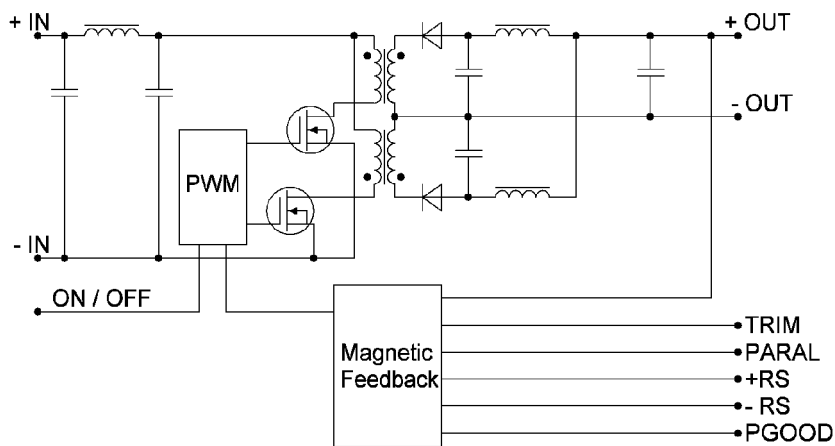 + IN
+ OUT
- OUT
PWM
- IN
ON / OFF
Magnetic
Feedback
TRIM
PARAL
+RS
- RS
PGOOD